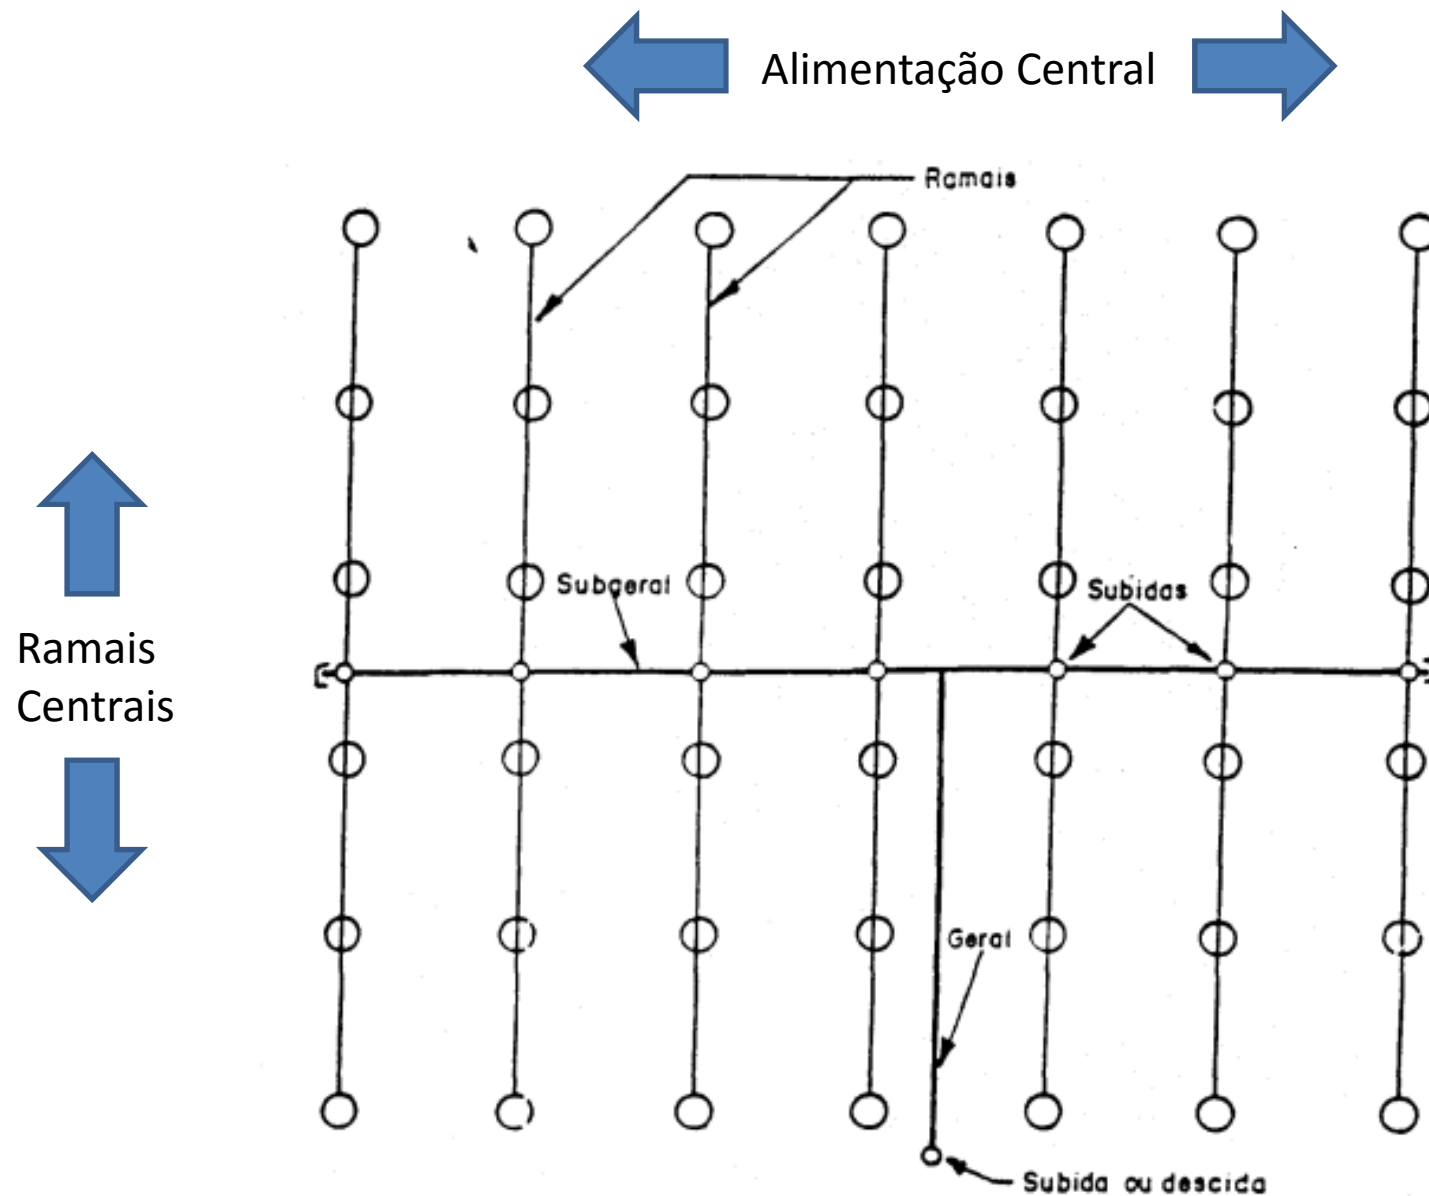 Alimentação Central
Ramais
Subgeral
Subidas
Ramais
Centrais
Geral
Subida ou descida